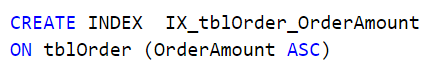 CREATE INDEX  IX_tblOrder_OrderAmount
ON tblOrder (OrderAmount ASC)